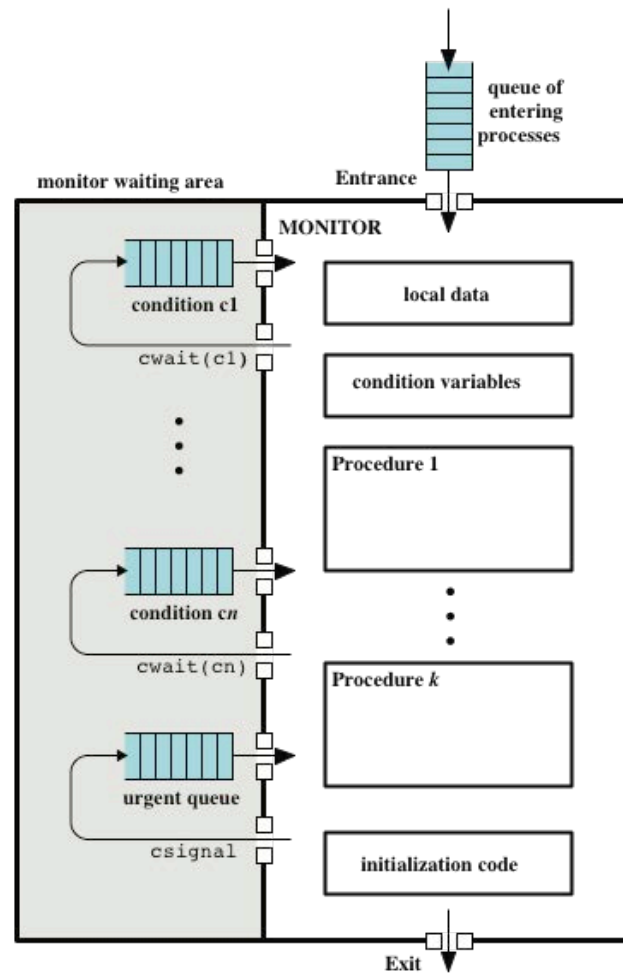 queue of
entering
processes
monitor waiting area
Entrance
MONITOR
condition c1
local data
cwait(c1)
condition variables
Procedure 1
condition cn
cwait(cn)
Procedure k
urgent queue
csignal
initialization code
Exit